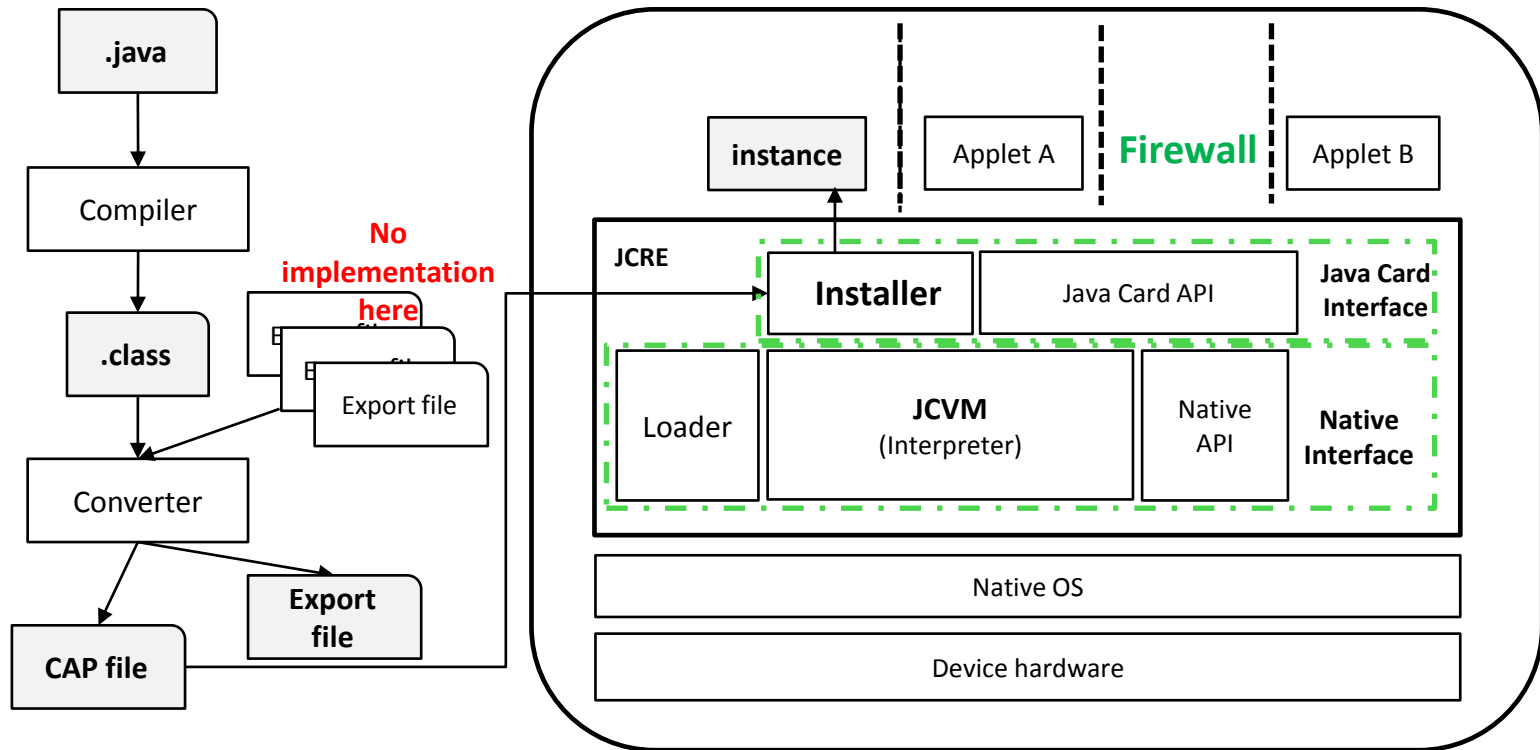 .java
Compiler
.class
No
implementation
here
Export file
Converter
Export
file
CAP file
instance
Applet A
Firewall
Applet B
JCRE
Installer
Java Card API
Java Card
Interface
Loader
JCVM
(Interpreter)
Native
API
Native
Interface
Native OS
Device hardware